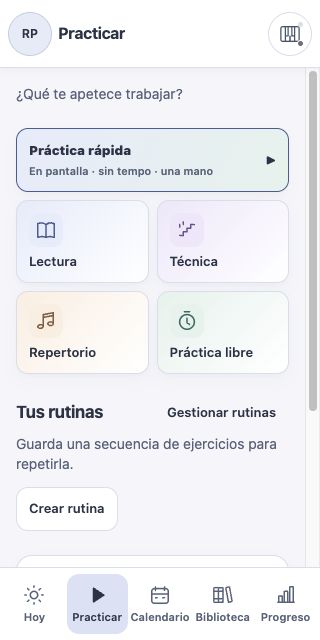 RP
Practicar
¿Qué te apetece trabajar?
Práctica rápida
En pantalla · sin tempo · una mano
Lectura
Técnica
Repertorio
Práctica libre
Tus rutinas
Gestionar rutinas
Guarda una secuencia de ejercicios para
repetirla.
Crear rutina
Hoy
Practicar
Calendario
Biblioteca
Progreso